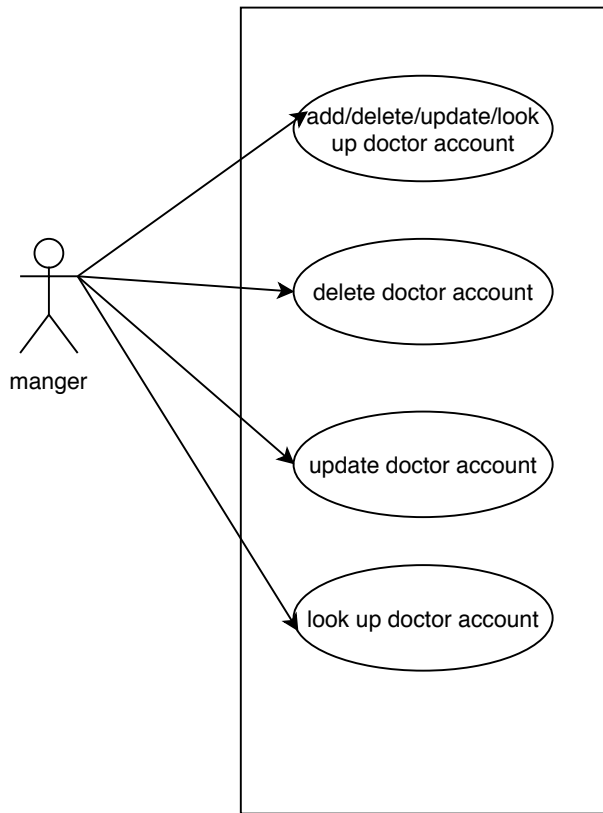 add/delete/update/look
up doctor account
delete doctor account
manger
update doctor account
look up doctor account